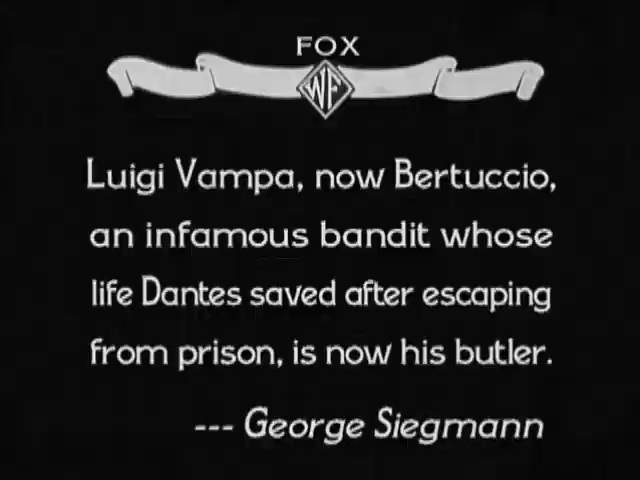 FOX
WF
Luigi Vampa, now Bertuccio,
an infamous bandit whose
life Dantes saved after escaping
from prison, is now his butler.
--- George Siegmann